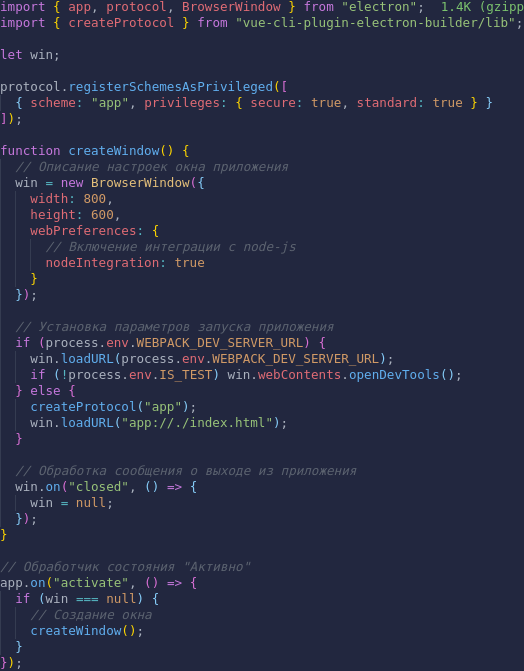 import { app, protocol, BrowserWindow } from "electron";  1.4K (gzipp
import { createProtocol } from "vue-cli-plugin-electron-builder/lib";
let win;
protocol.registerSchemesAsPrivileged([
  { scheme: "app", privileges: { secure: true, standard: true } }
]);
function createWindow() {
  // Описание настроек окна приложения
  win = new BrowserWindow({
    width: 800,
    height: 600,
    webPreferences: {
      // Включение интеграции с node-js
      nodeIntegration: true
    }
  });
  // Установка параметров запуска приложения
  if (process.env.WEBPACK_DEV_SERVER_URL) {
    win.loadURL(process.env.WEBPACK_DEV_SERVER_URL);
    if (!process.env.IS_TEST) win.webContents.openDevTools();
  } else {
    createProtocol("app");
    win.loadURL("app://./index.html");
  }
  // Обработка сообщения о выходе из приложения
  win.on("closed", () => {
    win = null;
  });
}
// Обработчик состояния "Активно"
app.on("activate", () => {
  if (win === null) {
    // Создание окна
    createWindow();
  }
});